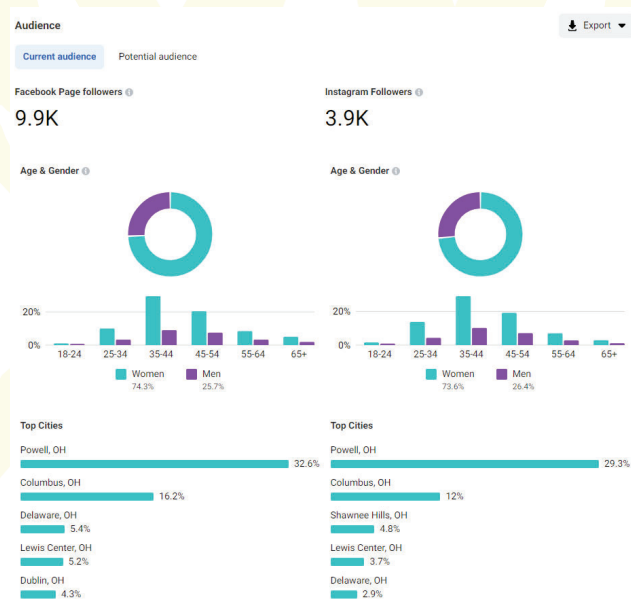 Audience
Export
Current audience
Potential audience
Facebook Page followers
9.9K
Instagram Followers
3.9K
Age & Gender
20%
0%
18-24 25-34 35-44 45-54 55-64 65+
Women Men
74.3% 25.7%
Age & Gender
20%
0%
18-24 25-34 35-44 45-54 55-64 65+
Women Men
73.6% 26.4%
Top Cities
Powell, OH
32.6%
Columbus, OH
16.2%
Delaware, OH
5.4%
Lewis Center, OH
5.2%
Dublin, OH
4.3%
Top Cities
Powell, OH
29.3%
Columbus, OH
12%
Shawnee Hills, OH
4.8%
Lewis Center, OH
3.7%
Delaware, OH
2.9%